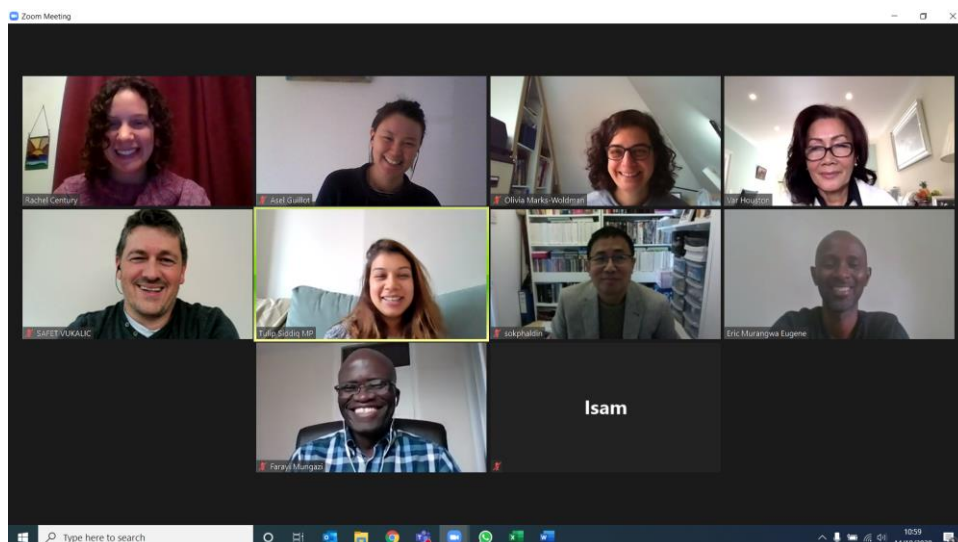 Zoom Meeting
Rachel Century
Asel Guillot
Olivia Marks-Woldman
Var Houston
SAFET VUKALIC
Tulip Siddiq MP
sokphaldin
Eric Murangwa Eugene
Farayi Mungazi
Isam
Type here to search
10:59